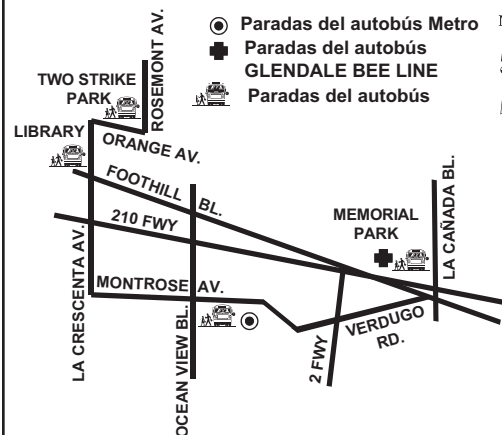 Paradas del autobús Metro
Paradas del autobús
GLENDALE BEE LINE
Paradas del autobús
ROSEMONT AV.
TWO STRIKE
PARK
LIBRARY
ORANGE AV.
FOOTHILL BL.
210 FWY
MEMORIAL
PARK
LA CAÑADA BL.
LA CRESCENTA AV.
MONTROSE AV.
OCEAN VIEW BL.
2 FWY
VERDUGO
RD.